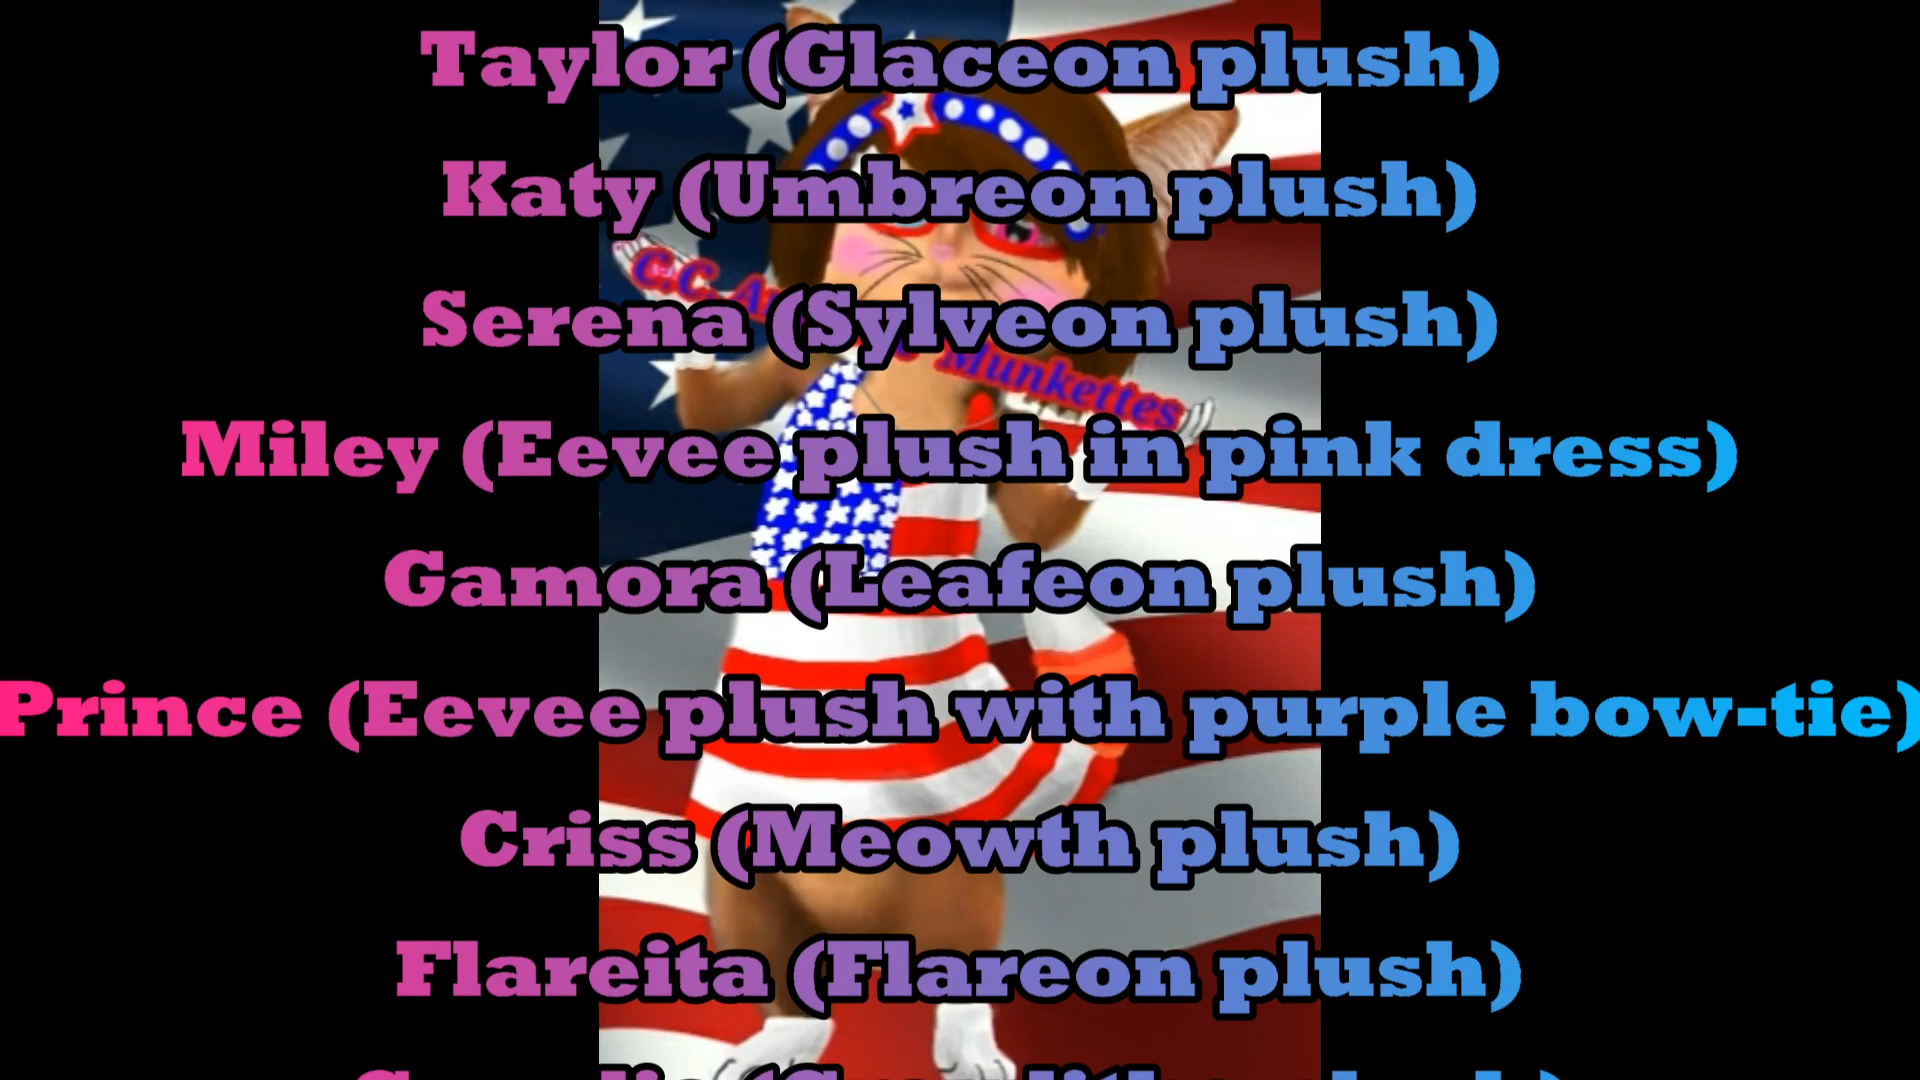 Taylor (Glaceon plush)
Katy (Umbreon plush)
C.C.
Serena (Sylveon plush)
Munkettes
Miley (Eevee plush in pink dress)
Gamora (Leafeon plush)
Prince (Eevee plush with purple bow-tie)
Criss (Meowth plush)
Flareita (Flareon plush)